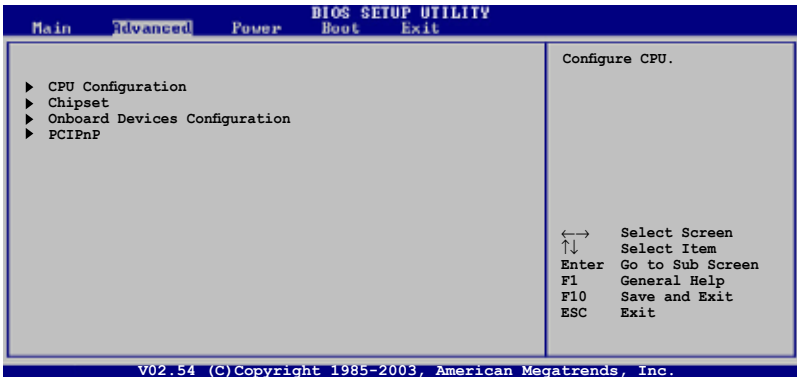 BIOS SETUP UTILITY
Main Advanced Power Boot Exit
Configure CPU.
CPU Configuration
Chipset
Onboard Devices Configuration
PCIPnP
←→ Select Screen
↑↓ Select Item
Enter Go to Sub Screen
F1 General Help
F10 Save and Exit
ESC Exit
V02.54 (C)Copyright 1985-2003, American Megatrends, Inc.